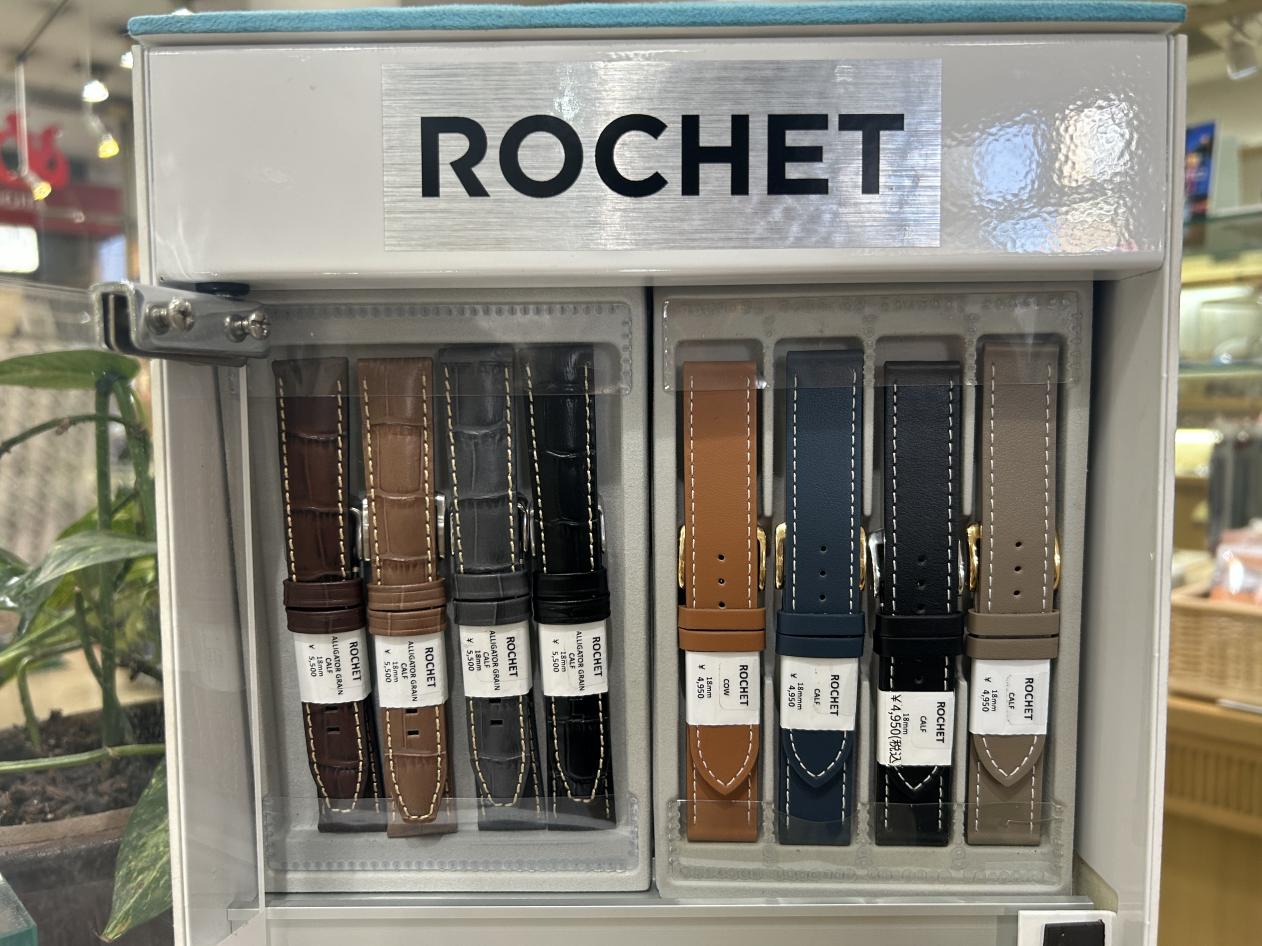 ROCHET
ROCHET
ALLIGATOR GRAIN
CALF
18mm
¥ 5,500
ROCHET
ALLIGATOR GRAIN
CALF
18mm
¥ 5,500
ROCHET
ALLIGATOR GRAIN
CALF
18mm
¥ 5,500
ROCHET
ALLIGATOR GRAIN
CALF
18mm
¥ 5,500
ROCHET
COW
18mm
¥ 4,950
ROCHET
CALF
18mm
¥ 4,950
ROCHET
CALF
18mm
¥4,950(税込
ROCHET
CALF
18mm
¥ 4,950